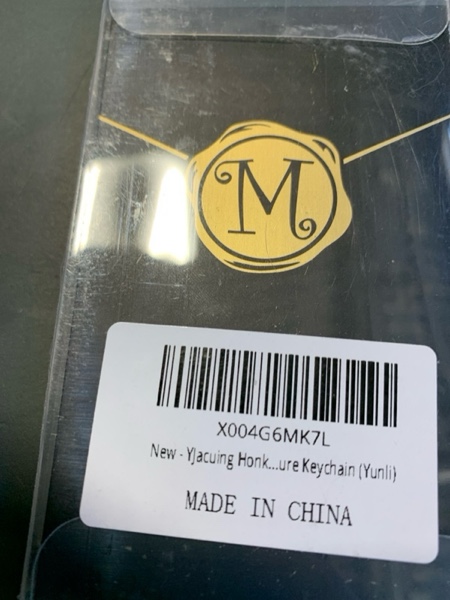 M
X004G6MK7L
New - YJacuing Honk...ure Keychain (Yunli)
MADE IN CHINA